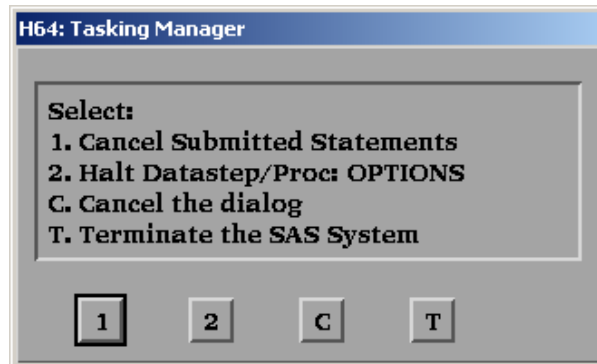 H64: Tasking Manager
Select:
1. Cancel Submitted Statements
2. Halt Datastep/Proc: OPTIONS
C. Cancel the dialog
T. Terminate the SAS System
1 2 C T